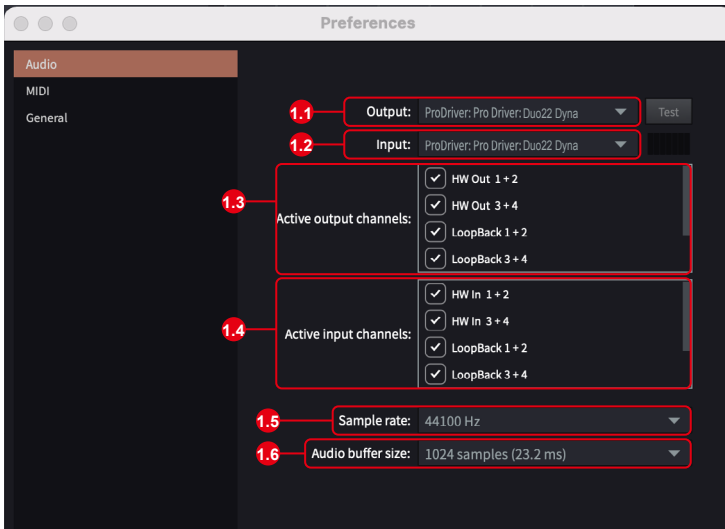 Preferences
Audio
MIDI
General
1.1 Output: ProDriver: Pro Driver: Duo22 Dyna Test
1.2 Input: ProDriver: Pro Driver: Duo22 Dyna
1.3 Active output channels:
HW Out 1 + 2
HW Out 3 + 4
LoopBack 1 + 2
LoopBack 3 + 4
1.4 Active input channels:
HW In 1 + 2
HW In 3 + 4
LoopBack 1 + 2
LoopBack 3 + 4
1.5 Sample rate: 44100 Hz
1.6 Audio buffer size: 1024 samples (23.2 ms)